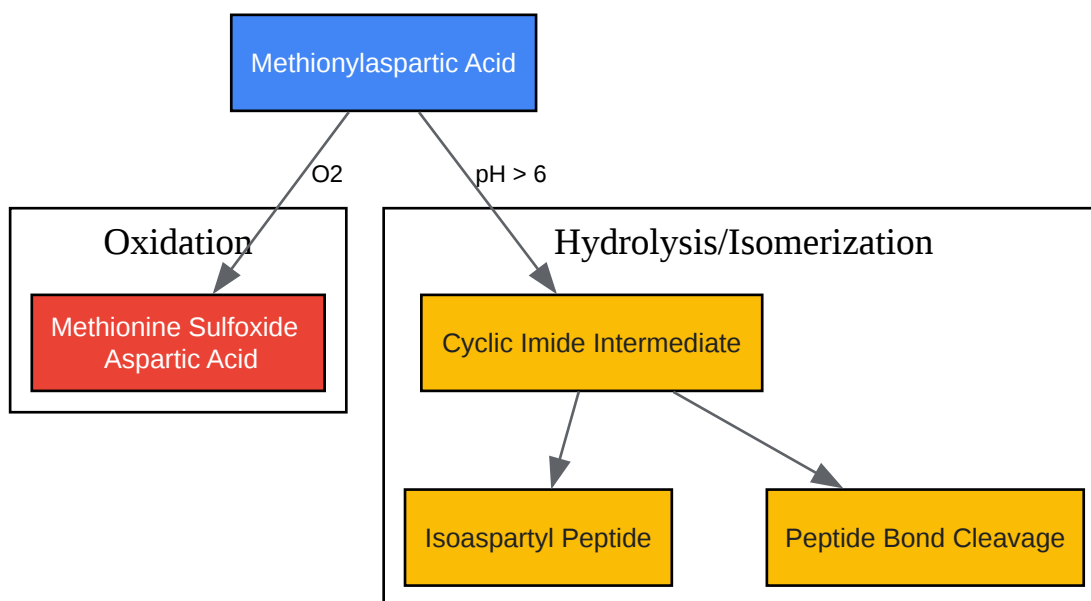 Methionylaspartic Acid
O2
pH > 6
Oxidation
Hydrolysis/Isomerization
Methionine Sulfoxide
Aspartic Acid
Cyclic Imide Intermediate
Isoaspartyl Peptide
Peptide Bond Cleavage